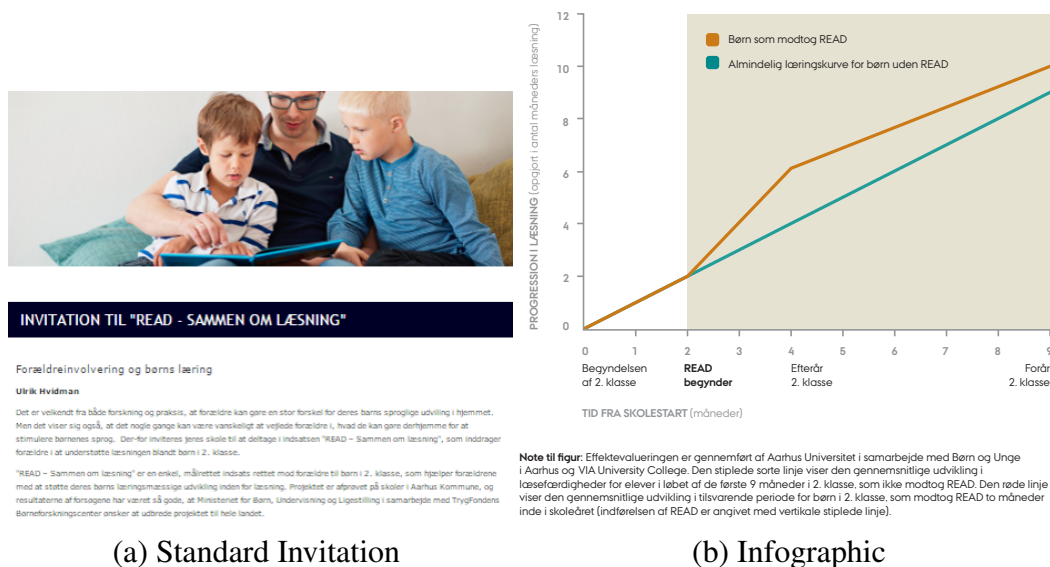 INVITATION TIL "READ - SAMMEN OM LÆSNING"
Forældreinvolvering og børns læring
Ulrik Hvidman
Det er velkendt fra både forskning og praksis, at forældre kan gøre en stor forskel for deres barns sproglige udvikling i hjemmet.
Men det viser sig også, at det nogle gange kan være vanskeligt at vejlede forældre i, hvad de kan gøre derhjemme for at
stimulere børnenes sprog. Der-for inviteres jeres skole til at deltage i indsatsen "READ – Sammen om læsning", som inddrager
forældre i at understøtte læsningen blandt børn i 2. klasse.
"READ – Sammen om læsning" er en enkel, målrettet indsats rettet mod forældre til børn i 2. klasse, som hjælper forældrene
med at støtte deres børns læringsmæssige udvikling inden for læsning. Projektet er afprøvet på skoler i Aarhus Kommune, og
resultaterne af forsøgene har været så gode, at Ministeriet for Børn, Undervisning og Ligestilling i samarbejde med TrygFondens
Børneforskningscenter ønsker at udbrede projektet til hele landet.
(a) Standard Invitation
PROGRESSION I LÆSNING (opgjort i antal måneders læsning)
12
10
8
6
4
2
0
Børn som modtog READ
Almindelig læringskurve for børn uden READ
0 1 2 3 4 5 6 7 8 9
Begyndelsen READ Efterår Forår
af 2. klasse begynder 2. klasse 2. klasse
TID FRA SKOLESTART (måneder)
Note til figur: Effektevalueringen er gennemført af Aarhus Universitet i samarbejde med Børn og Unge
i Aarhus og VIA University College. Den stiplede sorte linje viser den gennemsnitlige udvikling i
læsefærdigheder for elever i løbet af de første 9 måneder i 2. klasse, som ikke modtog READ. Den røde linje
viser den gennemsnitlige udvikling i tilsvarende periode for børn i 2. klasse, som modtog READ to måneder
inde i skoleåret (indførelsen af READ er angivet med vertikale stiplede linje).
(b) Infographic